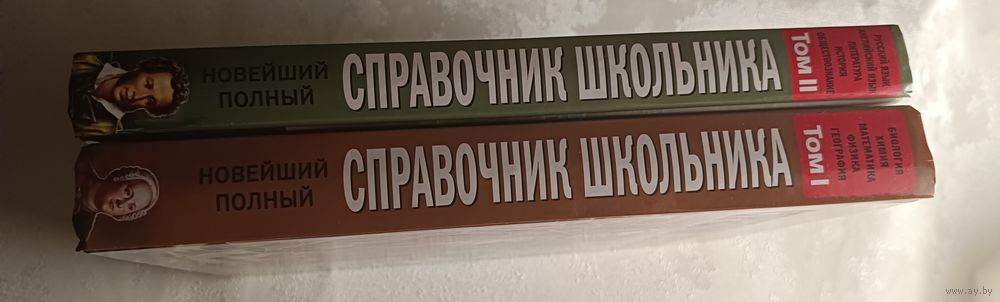 НОВЕЙШИЙ
ПОЛНЫЙ
СПРАВОЧНИК ШКОЛЬНИКА
ТОМ II
РУССКИЙ ЯЗЫК
АНГЛИЙСКИЙ ЯЗЫК
ЛИТЕРАТУРА
ИСТОРИЯ
ОБЩЕСТВОЗНАНИЕ
НОВЕЙШИЙ
ПОЛНЫЙ
СПРАВОЧНИК ШКОЛЬНИКА
ТОМ I
БИОЛОГИЯ
ХИМИЯ
МАТЕМАТИКА
ФИЗИКА
ГЕОГРАФИЯ
© www.ay.by